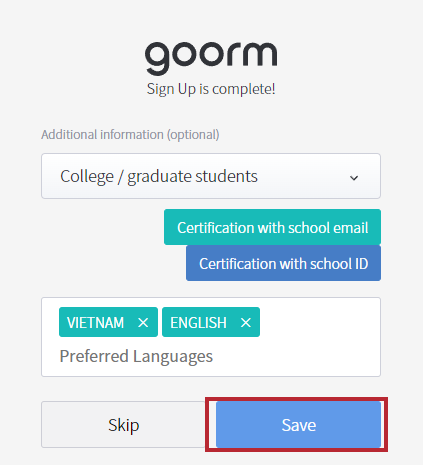 goorm
Sign Up is complete!
Additional information (optional)
College / graduate students
Certification with school email
Certification with school ID
VIETNAM × ENGLISH ×
Preferred Languages
Skip Save